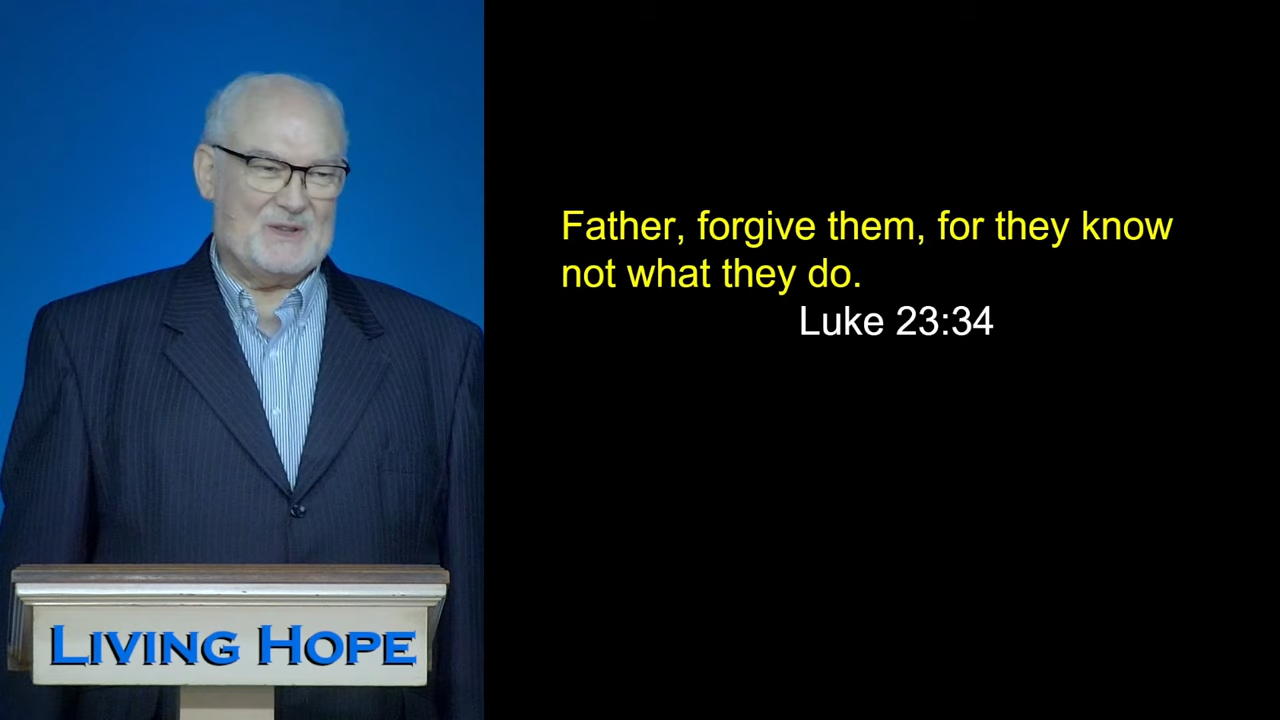 Father, forgive them, for they know
not what they do.
Luke 23:34
LIVING HOPE